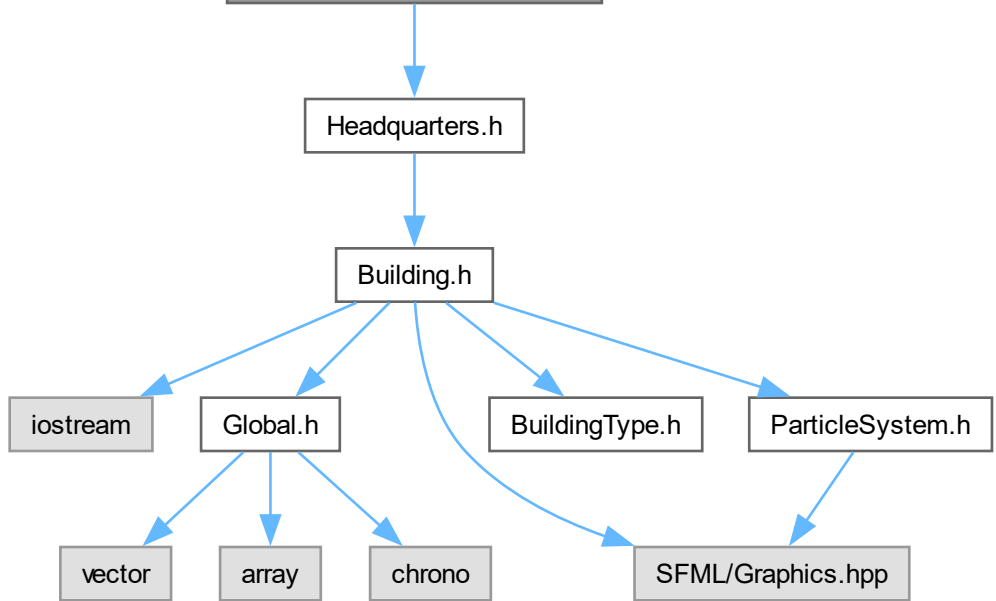 Headquarters.h
Building.h
iostream
Global.h
BuildingType.h
ParticleSystem.h
vector
array
chrono
SFML/Graphics.hpp